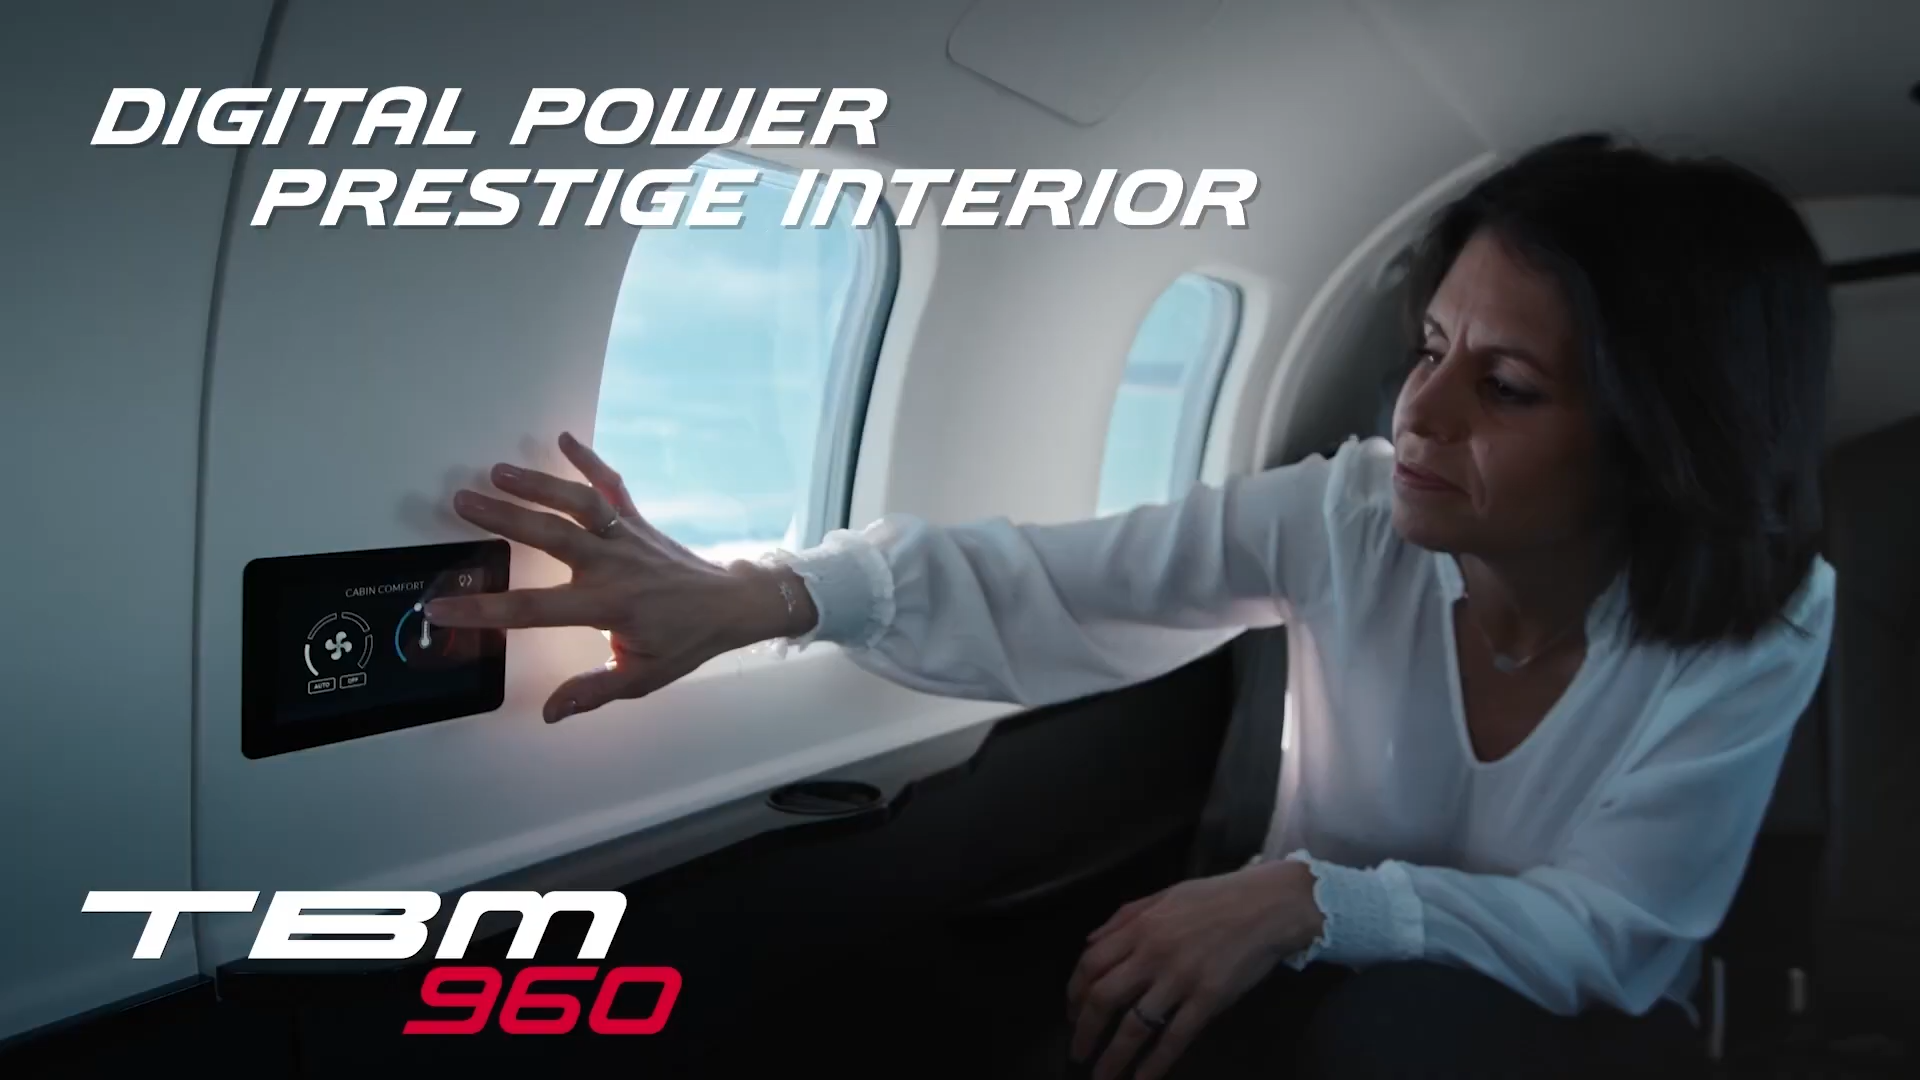 DIGITAL POWER
PRESTIGE INTERIOR
CABIN COMFORT
AUTO OFF
TBM
960